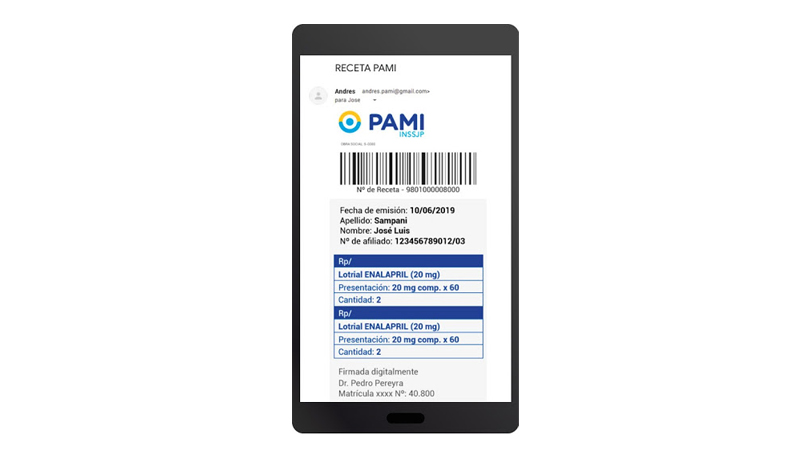 RECETA PAMI
Andres andres.pami@gmail.com>
para Jose
PAMI
INSSJP
Nº de Receta - 9801000008000
Fecha de emisión: 10/06/2019
Apellido: Sampani
Nombre: José Luis
Nº de afiliado: 123456789012/03
Rp/
Lotrial ENALAPRIL (20 mg)
Presentación: 20 mg comp. x 60
Cantidad: 2
Rp/
Lotrial ENALAPRIL (20 mg)
Presentación: 20 mg comp. x 60
Cantidad: 2
Firmada digitalmente
Dr. Pedro Pereyra
Matrícula xxxx Nº: 40.800